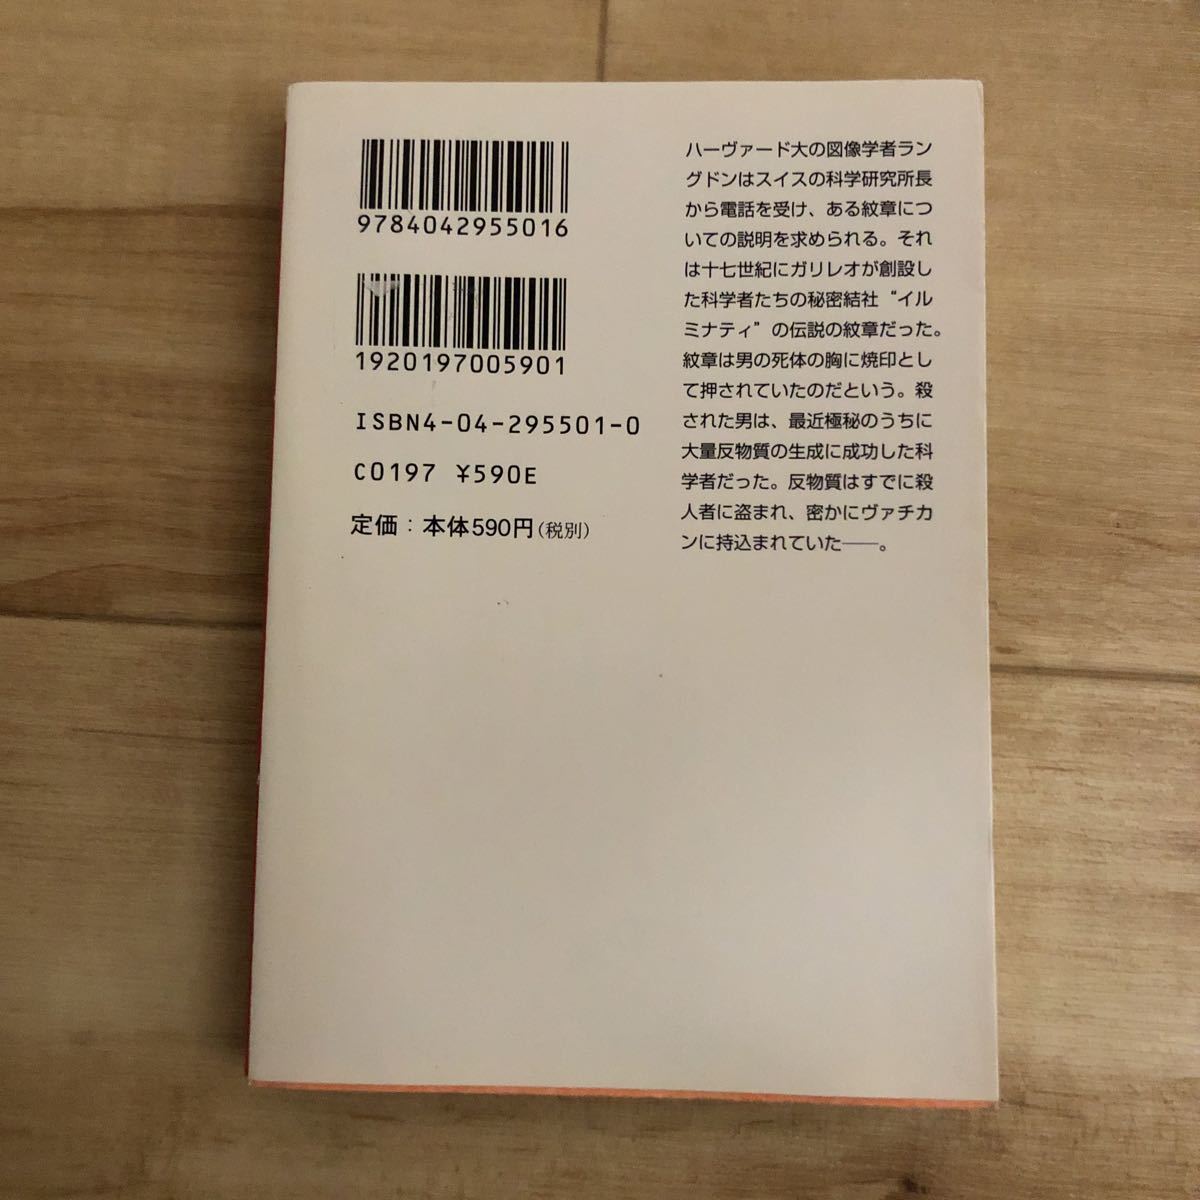 9784042955016
1920197005901
ISBN4-04-295501-0
C0197 ¥590E
定価：本体590円（税別）
ハーヴァード大の図像学者ラン
グドンはスイスの科学研究所長
から電話を受け、ある紋章につ
いての説明を求められる。それ
は十七世紀にガリレオが創設し
た科学者たちの秘密結社“イル
ミナティ”の伝説の紋章だった。
紋章は男の死体の胸に焼印とし
て押されていたのだという。殺
された男は、最近極秘のうちに
大量反物質の生成に成功した科
学者だった。反物質はすでに殺
人者に盗まれ、密かにヴァチカ
ンに持込まれていた――。